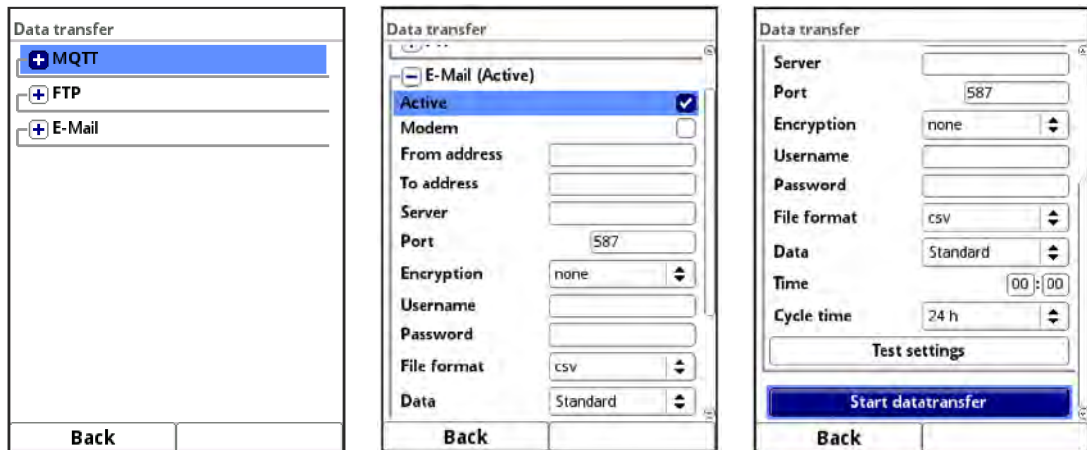 Data transfer
MQTT
FTP
E-Mail
Back
Data transfer
E-Mail (Active)
Active
Modem
From address
To address
Server
Port 587
Encryption none
Username
Password
File format csv
Data Standard
Back
Data transfer
Server
Port 587
Encryption none
Username
Password
File format csv
Data Standard
Time 00:00
Cycle time 24 h
Test settings
Start datatransfer
Back